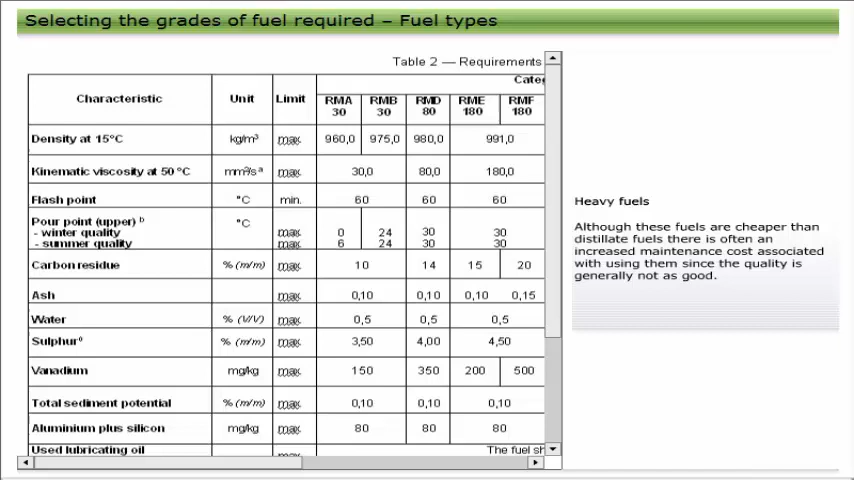 Selecting the grades of fuel required – Fuel types
Table 2 — Requirements
Characteristic Unit Limit
RMA 30 RMB 30 RMD 80 RME 180 RMF 180
Density at 15°C kg/m³ max. 960,0 975,0 980,0 991,0
Kinematic viscosity at 50 °C mm²/s a max. 30,0 80,0 180,0
Flash point °C min. 60 60 60
Pour point (upper) b °C
- winter quality max. 0 24 30 30
- summer quality max. 6 24 30 30
Carbon residue % (m/m) max. 10 14 15 20
Ash max. 0,10 0,10 0,10 0,15
Water % (V/V) max. 0,5 0,5 0,5
Sulphur % (m/m) max. 3,50 4,00 4,50
Vanadium mg/kg max. 150 350 200 500
Total sediment potential % (m/m) max. 0,10 0,10 0,10
Aluminium plus silicon mg/kg max. 80 80 80
Used lubricating oil The fuel sh
Heavy fuels
Although these fuels are cheaper than
distillate fuels there is often an
increased maintenance cost associated
with using them since the quality is
generally not as good.